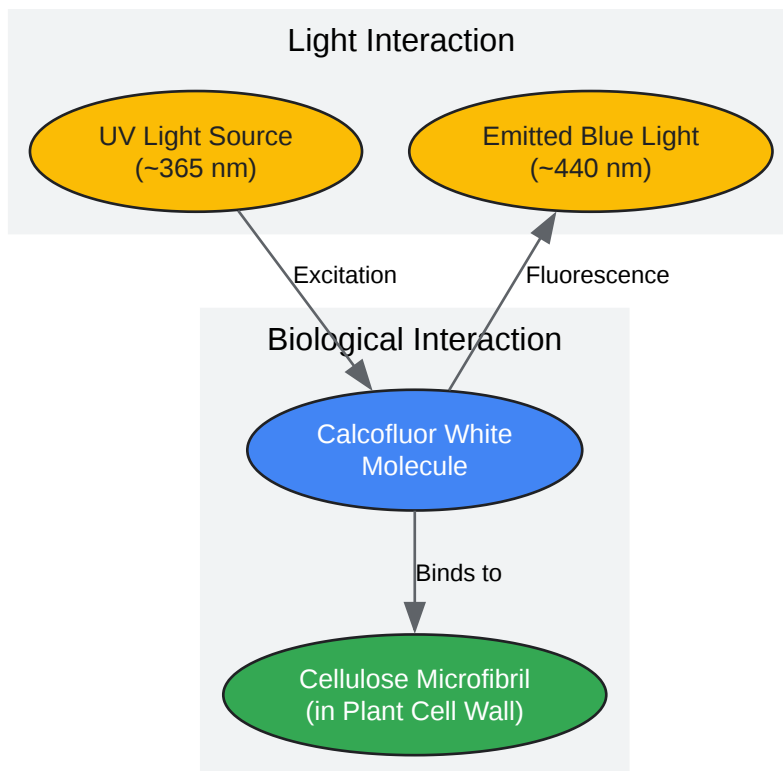 Light Interaction
UV Light Source
(~365 nm)
Emitted Blue Light
(~440 nm)
Excitation
Fluorescence
Biological Interaction
Calcofluor White
Molecule
Binds to
Cellulose Microfibril
(in Plant Cell Wall)